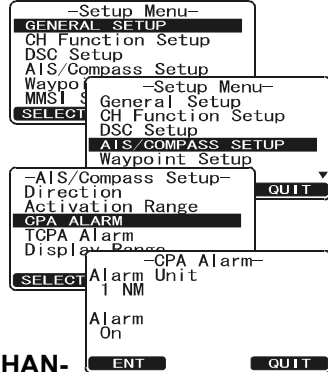 -Setup Menu-
GENERAL SETUP
CH Function Setup
DSC Setup
AIS/Compass Setup
MMSI
SELECT
-Setup Menu-
General Setup
CH Function Setup
DSC Setup
AIS/COMPASS SETUP
Waypoint Setup
QUIT
-AIS/Compass Setup-
Direction
Activation Range
CPA ALARM
TCPA Alarm
Display Range
SELECT
-CPA Alarm-
Alarm Unit
1 NM
Alarm
On
ENT QUIT
HAN-